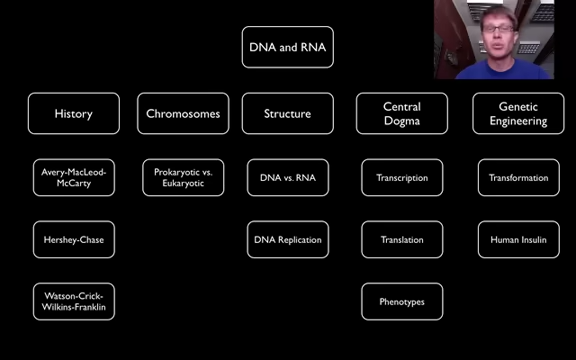 DNA and RNA
History
Chromosomes
Structure
Central
Dogma
Genetic
Engineering
Avery-MacLeod-
McCarty
Prokaryotic vs.
Eukaryotic
DNA vs. RNA
Transcription
Transformation
Hershey-Chase
DNA Replication
Translation
Human Insulin
Watson-Crick-
Wilkins-Franklin
Phenotypes